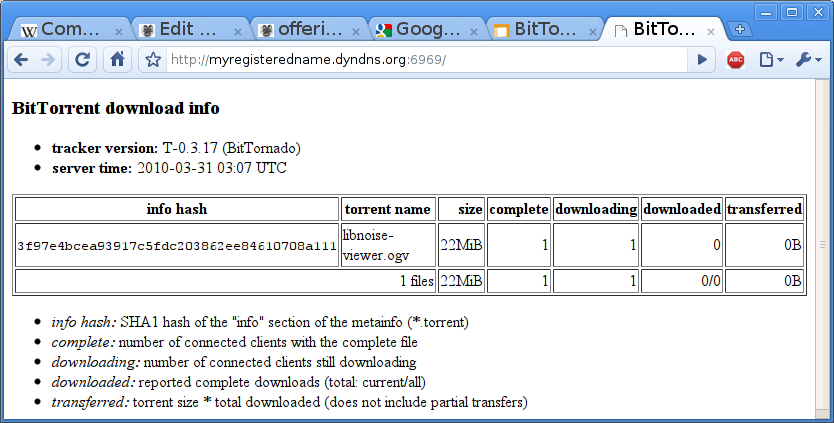 Com…
Edit …
offeri…
Goog…
BitTo…
BitTo…
http://myregisteredname.dyndns.org:6969/
ABC
BitTorrent download info
tracker version: T-0.3.17 (BitTornado)
server time: 2010-03-31 03:07 UTC
info hash torrent name size complete downloading downloaded transferred
3f97e4bcea93917c5fdc203862ee84610708a111 libnoise-viewer.ogv 22MiB 1 1 0 0B
1 files 22MiB 1 1 0/0 0B
info hash: SHA1 hash of the "info" section of the metainfo (*.torrent)
complete: number of connected clients with the complete file
downloading: number of connected clients still downloading
downloaded: reported complete downloads (total: current/all)
transferred: torrent size * total downloaded (does not include partial transfers)